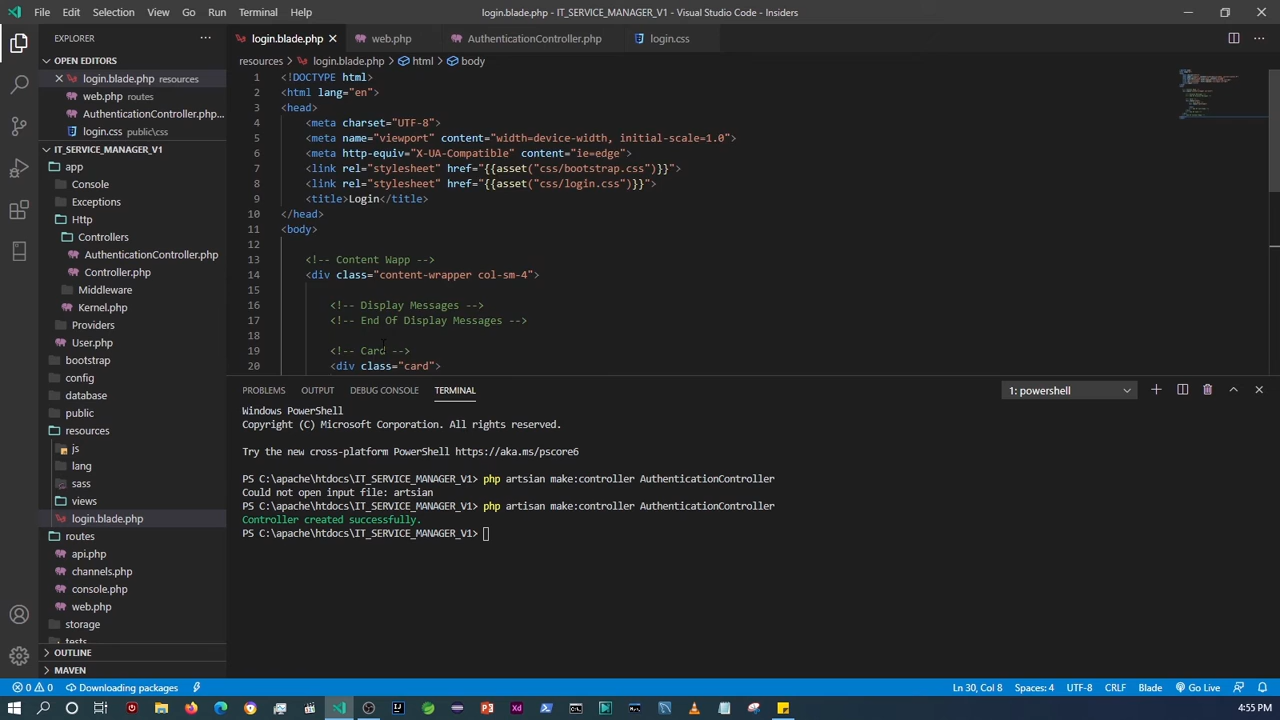 File Edit Selection View Go Run Terminal Help
login.blade.php - IT_SERVICE_MANAGER_V1 - Visual Studio Code - Insiders
EXPLORER
OPEN EDITORS
login.blade.php resources
web.php routes
AuthenticationController.php...
login.css public\css
IT_SERVICE_MANAGER_V1
app
Console
Exceptions
Http
Controllers
AuthenticationController.php
Controller.php
Middleware
Kernel.php
Providers
User.php
bootstrap
config
database
public
resources
js
lang
sass
views
login.blade.php
routes
api.php
channels.php
console.php
web.php
storage
tests
OUTLINE
MAVEN
login.blade.php web.php AuthenticationController.php login.css
resources > login.blade.php > html > body
1 <!DOCTYPE html>
2 <html lang="en">
3 <head>
4 <meta charset="UTF-8">
5 <meta name="viewport" content="width=device-width, initial-scale=1.0">
6 <meta http-equiv="X-UA-Compatible" content="ie=edge">
7 <link rel="stylesheet" href="{{asset("css/bootstrap.css")}}">
8 <link rel="stylesheet" href="{{asset("css/login.css")}}">
9 <title>Login</title>
10 </head>
11 <body>
12
13 <!-- Content Wapp -->
14 <div class="content-wrapper col-sm-4">
15
16 <!-- Display Messages -->
17 <!-- End Of Display Messages -->
18
19 <!-- Card -->
20 <div class="card">
PROBLEMS OUTPUT DEBUG CONSOLE TERMINAL 1: powershell
Windows PowerShell
Copyright (C) Microsoft Corporation. All rights reserved.
Try the new cross-platform PowerShell https://aka.ms/pscore6
PS C:\apache\htdocs\IT_SERVICE_MANAGER_V1> php artsian make:controller AuthenticationController
Could not open input file: artsian
PS C:\apache\htdocs\IT_SERVICE_MANAGER_V1> php artisan make:controller AuthenticationController
Controller created successfully.
PS C:\apache\htdocs\IT_SERVICE_MANAGER_V1>
0 0 Downloading packages Ln 30, Col 8 Spaces: 4 UTF-8 CRLF Blade Go Live
4:55 PM